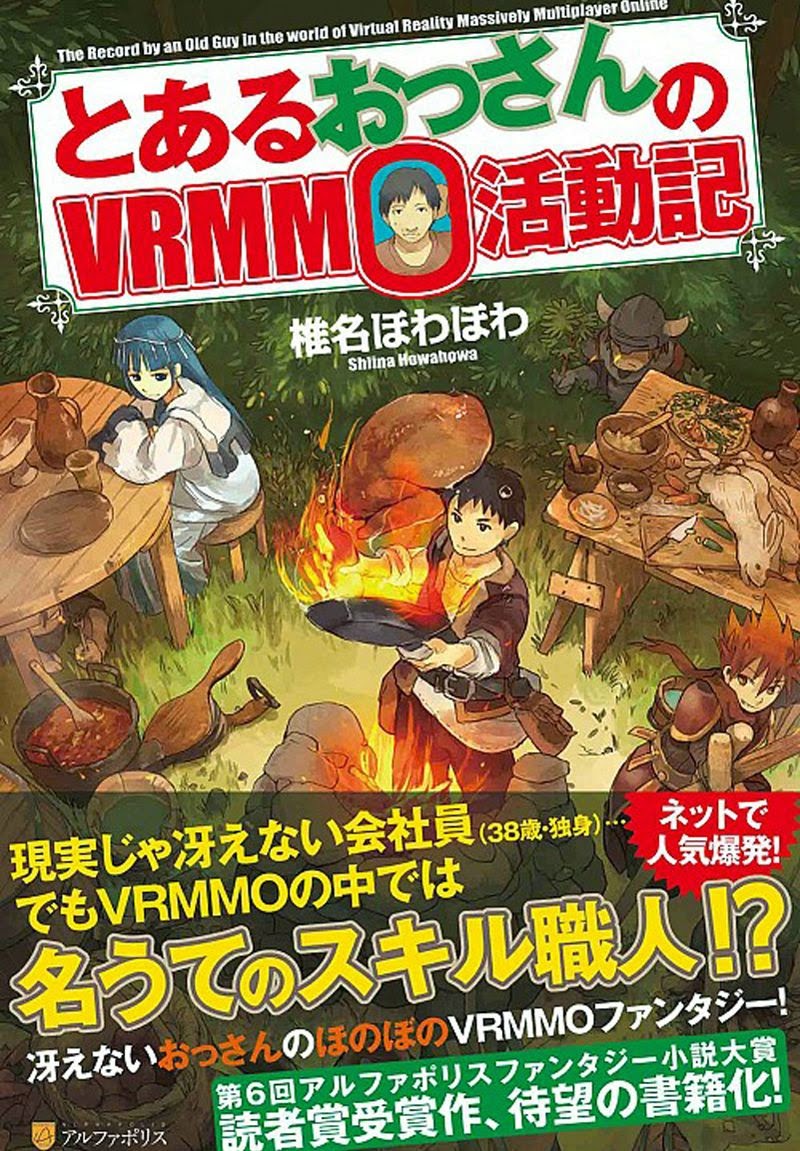 The Record by an Old Guy in the world of Virtual Reality Massively Multiplayer Online
とあるおっさんの
VRMMO活動記
椎名ほわほわ
Shiina Howahowa
現実じゃ冴えない会社員(38歳・独身)…
でもVRMMOの中では
名うてのスキル職人!?
ネットで
人気爆発!
冴えないおっさんのほのぼのVRMMOファンタジー!
第6回アルファポリスファンタジー小説大賞
読者賞受賞作、待望の書籍化!
アルファポリス